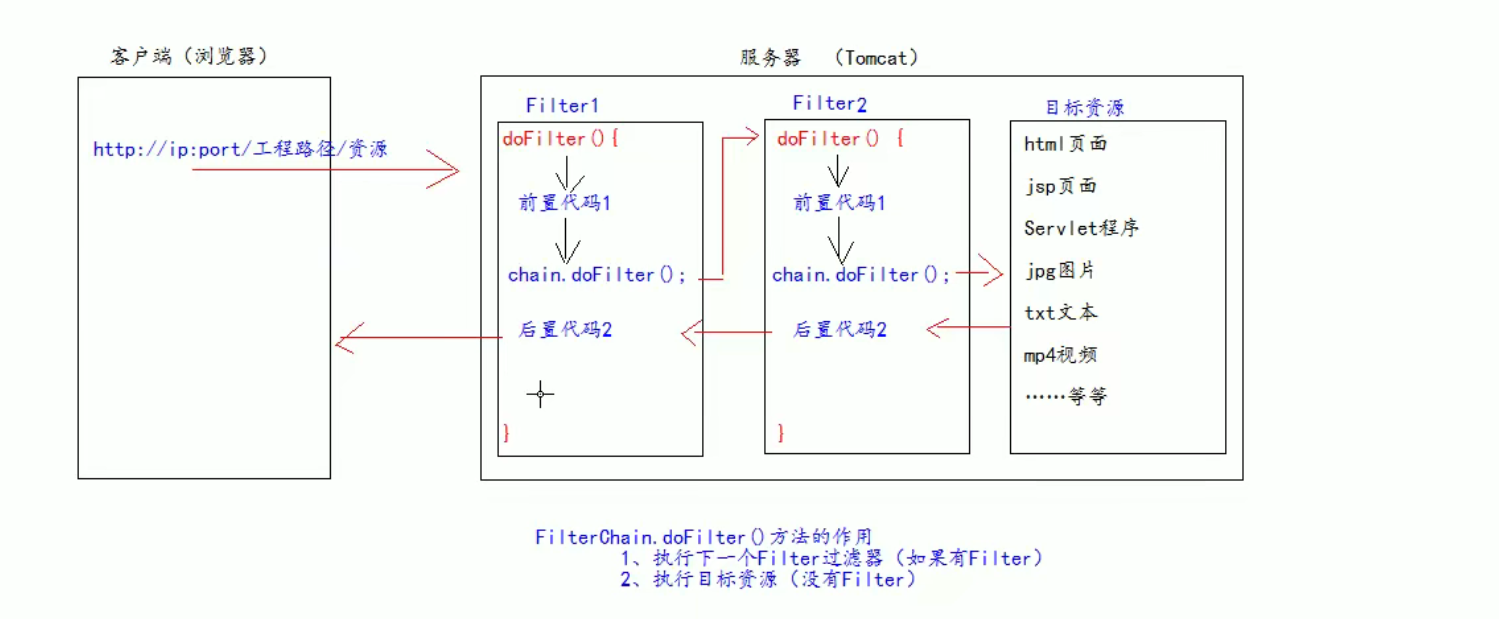 客户端（浏览器）
http://ip:port/工程路径/资源
服务器 （Tomcat）
Filter1
doFilter(){
前置代码1
chain.doFilter();
后置代码2
}
Filter2
doFilter() {
前置代码1
chain.doFilter();
后置代码2
}
目标资源
html页面
jsp页面
Servlet程序
jpg图片
txt文本
mp4视频
……等等
FilterChain.doFilter()方法的作用
1、执行下一个Filter过滤器（如果有Filter）
2、执行目标资源（没有Filter）